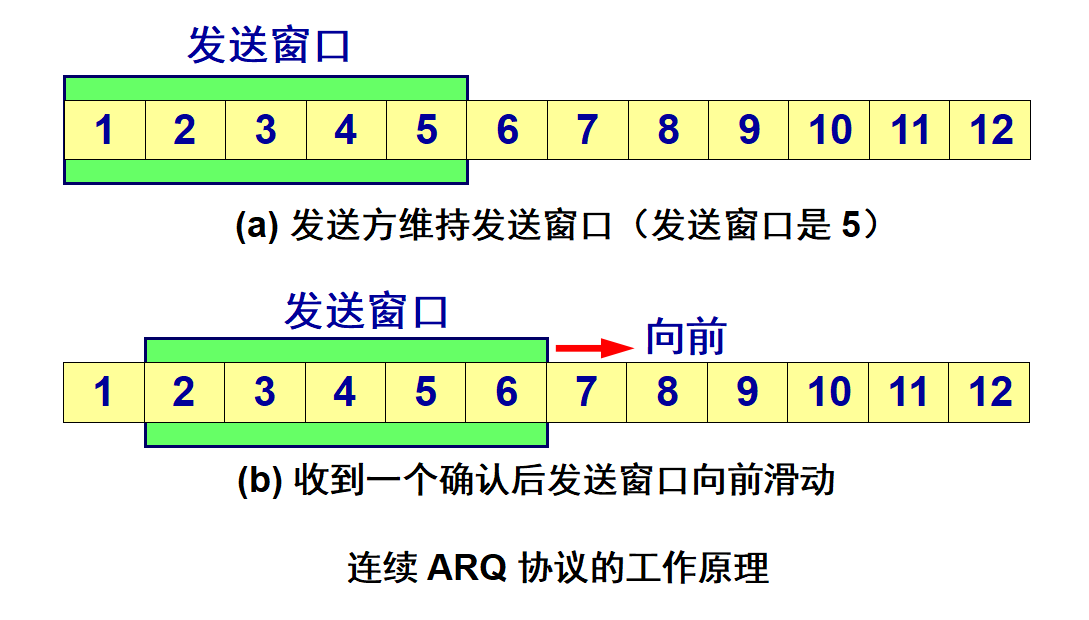 发送窗口
1 2 3 4 5 6 7 8 9 10 11 12
(a) 发送方维持发送窗口（发送窗口是 5）
发送窗口
向前
1 2 3 4 5 6 7 8 9 10 11 12
(b) 收到一个确认后发送窗口向前滑动
连续 ARQ 协议的工作原理